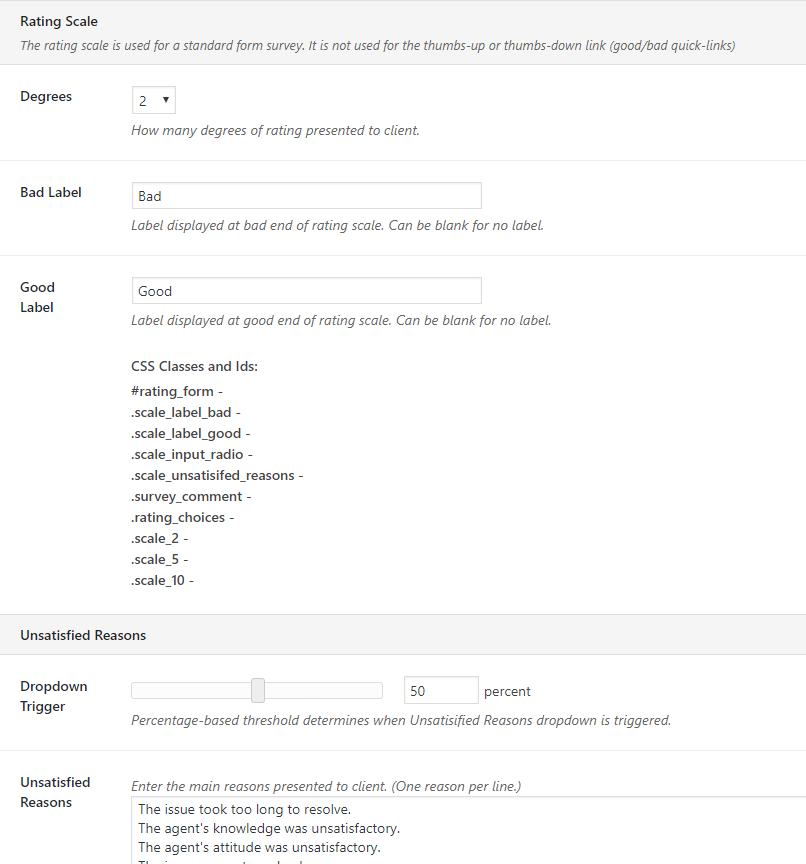 Rating Scale
The rating scale is used for a standard form survey. It is not used for the thumbs-up or thumbs-down link (good/bad quick-links)
Degrees
2
How many degrees of rating presented to client.
Bad Label
Bad
Label displayed at bad end of rating scale. Can be blank for no label.
Good
Label
Good
Label displayed at good end of rating scale. Can be blank for no label.
CSS Classes and Ids:
#rating_form -
.scale_label_bad -
.scale_label_good -
.scale_input_radio -
.scale_unsatisifed_reasons -
.survey_comment -
.rating_choices -
.scale_2 -
.scale_5 -
.scale_10 -
Unsatisfied Reasons
Dropdown
Trigger
50 percent
Percentage-based threshold determines when Unsatisified Reasons dropdown is triggered.
Unsatisfied
Reasons
Enter the main reasons presented to client. (One reason per line.)
The issue took too long to resolve.
The agent's knowledge was unsatisfactory.
The agent's attitude was unsatisfactory.